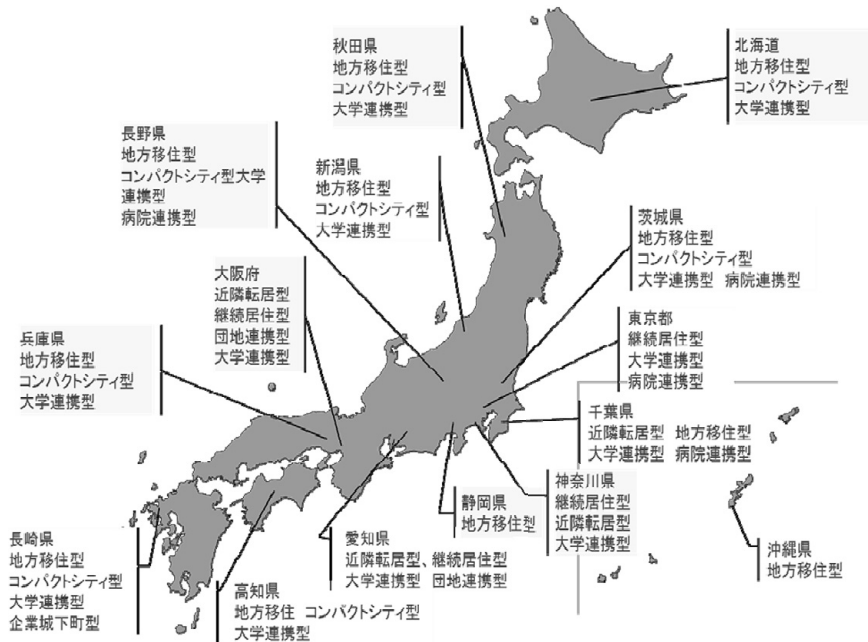 秋田県
地方移住型
コンパクトシティ型
大学連携型
北海道
地方移住型
コンパクトシティ型
大学連携型
長野県
地方移住型
コンパクトシティ型大学
連携型
病院連携型
新潟県
地方移住型
コンパクトシティ型
大学連携型
茨城県
地方移住型
コンパクトシティ型
大学連携型 病院連携型
大阪府
近隣転居型
継続居住型
団地連携型
大学連携型
東京都
継続居住型
大学連携型
病院連携型
兵庫県
地方移住型
コンパクトシティ型
大学連携型
千葉県
近隣転居型 地方移住型
大学連携型 病院連携型
神奈川県
継続居住型
近隣転居型
大学連携型
静岡県
地方移住型
長崎県
地方移住型
コンパクトシティ型
大学連携型
企業城下町型
高知県
地方移住 コンパクトシティ型
大学連携型
愛知県
近隣転居型、継続居住型
大学連携型 団地連携型
沖縄県
地方移住型